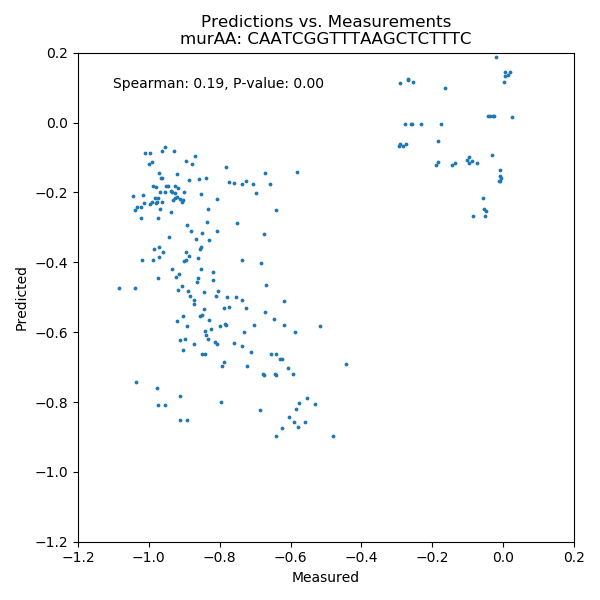 Predictions vs. Measurements
murAA: CAATCGGTTTAAGCTCTTTC
Spearman: 0.19, P-value: 0.00
0.2
0.0
−0.2
−0.4
−0.6
−0.8
−1.0
−1.2
Predicted
−1.2 −1.0 −0.8 −0.6 −0.4 −0.2 0.0 0.2
Measured